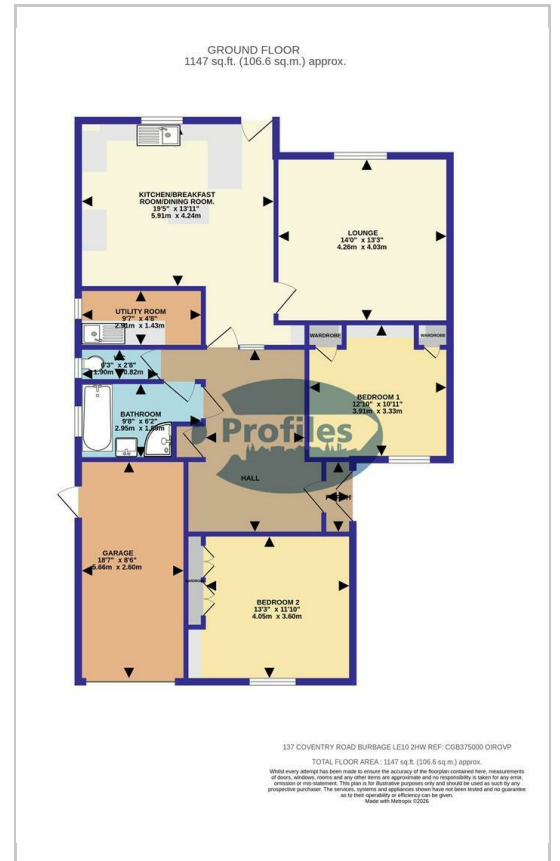 GROUND FLOOR
1147 sq.ft. (106.6 sq.m.) approx.
KITCHEN/BREAKFAST
ROOM/DINING ROOM.
19'5" x 13'11"
5.91m x 4.24m
LOUNGE
14'0" x 13'3"
4.26m x 4.03m
UTILITY ROOM
9'7" x 4'8"
2.91m x 1.43m
WARDROBE
WARDROBE
6'3" x 2'8"
1.90m x 0.82m
BEDROOM 1
12'10" x 10'11"
3.91m x 3.33m
BATHROOM
9'8" x 6'2"
2.95m x
Profiles
HALL
GARAGE
18'7" x 8'6"
5.66m x 2.60m
BEDROOM 2
13'3" x 11'10"
4.05m x 3.60m
137 COVENTRY ROAD BURBAGE LE10 2HW REF: CGB375000 OIROVP
TOTAL FLOOR AREA : 1147 sq.ft. (106.6 sq.m.) approx.
Whilst every attempt has been made to ensure the accuracy of the floorplan contained here, measurements
of doors, windows, rooms and any other items are approximate and no responsibility is taken for any error,
omission or mis-statement. This plan is for illustrative purposes only and should be used as such by any
prospective purchaser. The services, systems and appliances shown have not been tested and no guarantee
as to their operability or efficiency can be given.
Made with Metropix ©2026